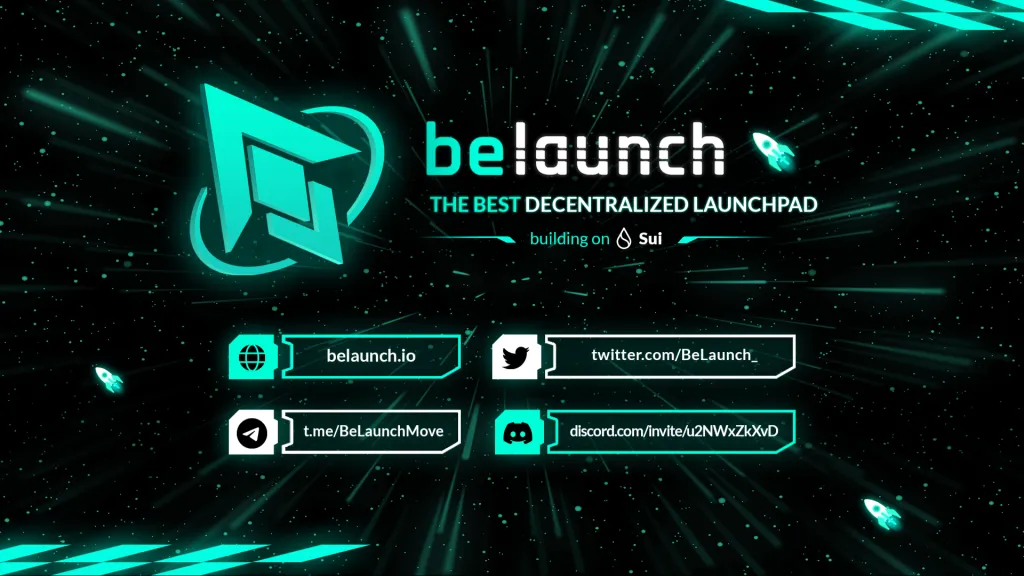 belaunch
THE BEST DECENTRALIZED LAUNCHPAD
building on Sui
belaunch.io
twitter.com/BeLaunch_
t.me/BeLaunchMove
discord.com/invite/u2NWxZkXvD